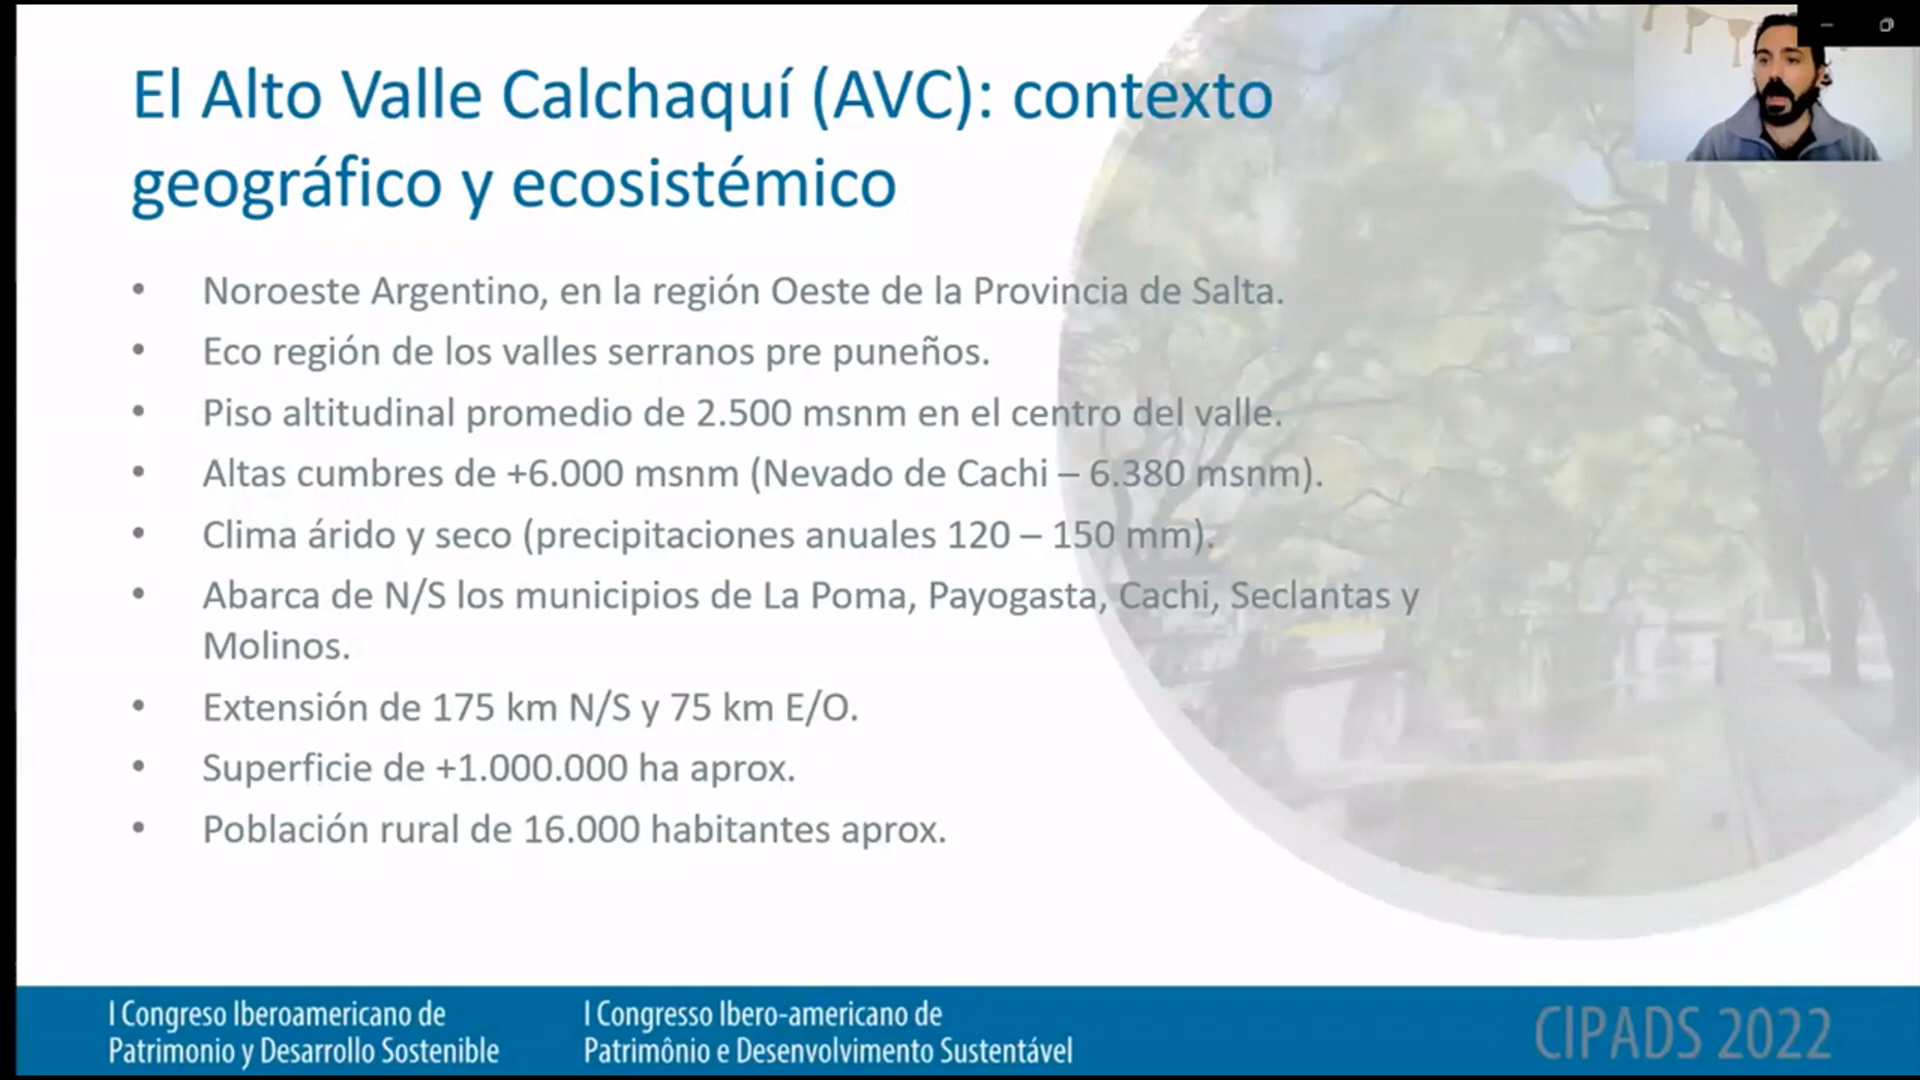 El Alto Valle Calchaquí (AVC): contexto
geográfico y ecosistémico
• Noroeste Argentino, en la región Oeste de la Provincia de Salta.
• Eco región de los valles serranos pre puneños.
• Piso altitudinal promedio de 2.500 msnm en el centro del valle.
• Altas cumbres de +6.000 msnm (Nevado de Cachi – 6.380 msnm).
• Clima árido y seco (precipitaciones anuales 120 – 150 mm).
• Abarca de N/S los municipios de La Poma, Payogasta, Cachi, Seclantas y
Molinos.
• Extensión de 175 km N/S y 75 km E/O.
• Superficie de +1.000.000 ha aprox.
• Población rural de 16.000 habitantes aprox.
I Congreso Iberoamericano de
Patrimonio y Desarrollo Sostenible
I Congresso Ibero-americano de
Patrimônio e Desenvolvimento Sustentável
CIPADS 2022